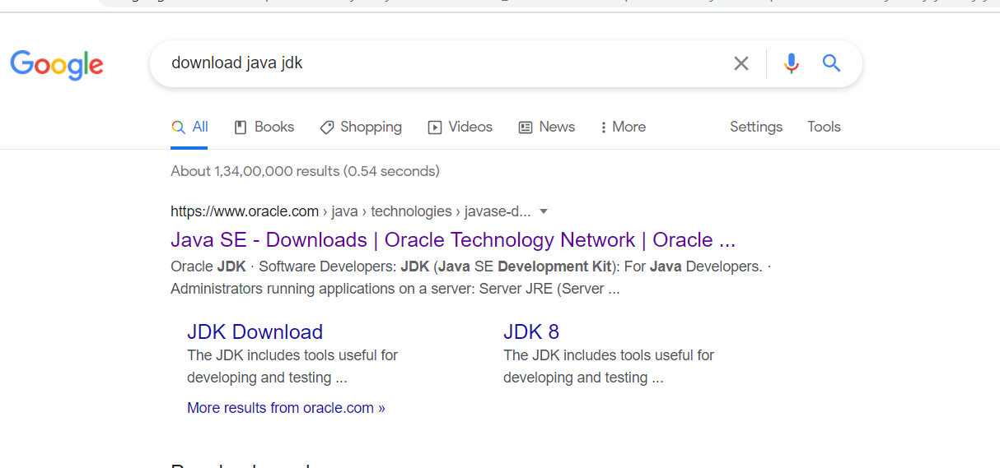 Google
download java jdk
All Books Shopping Videos News More Settings Tools
About 1,34,00,000 results (0.54 seconds)
https://www.oracle.com › java › technologies › javase-d...
Java SE - Downloads | Oracle Technology Network | Oracle ...
Oracle JDK · Software Developers: JDK (Java SE Development Kit): For Java Developers. ·
Administrators running applications on a server: Server JRE (Server ...
JDK Download
The JDK includes tools useful for
developing and testing ...
JDK 8
The JDK includes tools useful for
developing and testing ...
More results from oracle.com »